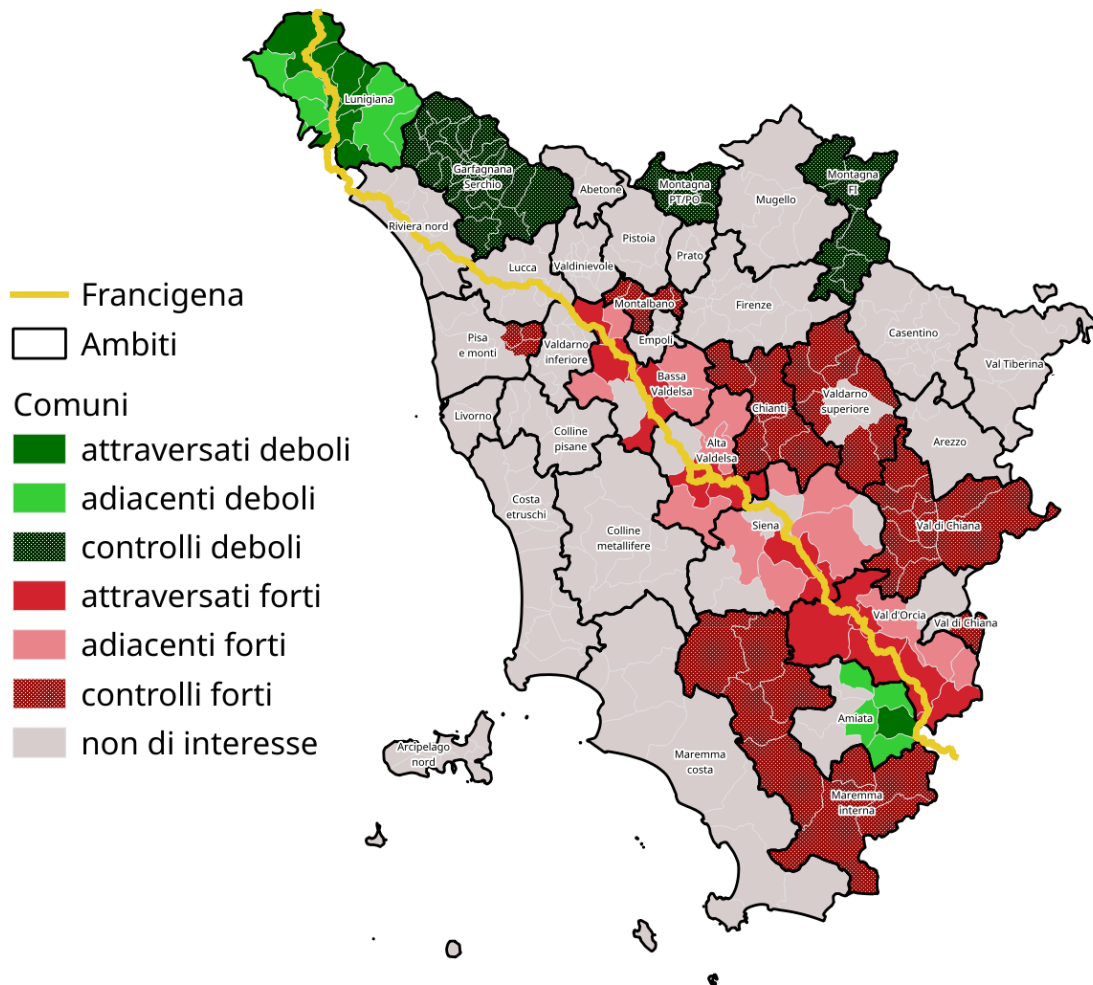 Francigena
Ambiti
Comuni
attraversati deboli
adiacenti deboli
controlli deboli
attraversati forti
adiacenti forti
controlli forti
non di interesse
Lunigiana
Garfagnana
Serchio
Riviera nord
Abetone
Montagna
PT/PO
Mugello
Montagna
FI
Pistoia
Prato
Lucca
Valdinievole
Montalbano
Firenze
Casentino
Val Tiberina
Pisa
e monti
Valdarno
inferiore
Empoli
Bassa
Valdelsa
Chianti
Valdarno
superiore
Livorno
Colline
pisane
Alta
Valdelsa
Arezzo
Costa
etruschi
Colline
metallifere
Siena
Val di Chiana
Val d'Orcia
Val di Chiana
Amiata
Arcipelago
nord
Maremma
costa
Maremma
interna